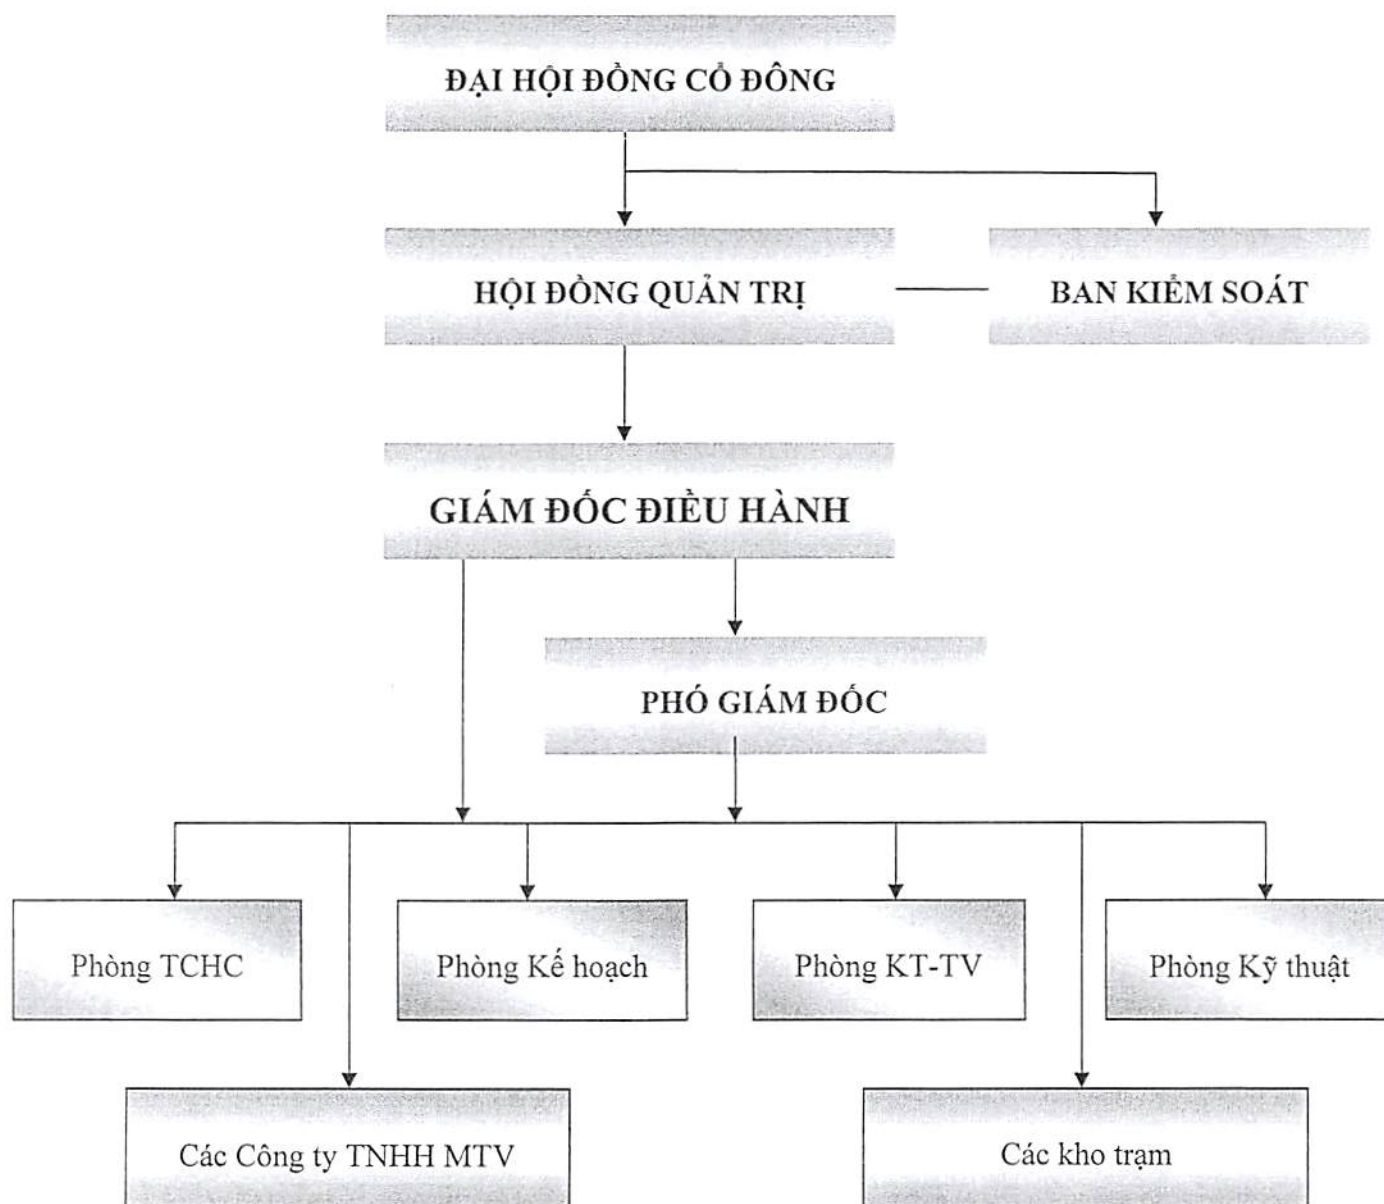 ĐẠI HỘI ĐỒNG CỔ ĐÔNG
HỘI ĐỒNG QUẢN TRỊ
BAN KIỂM SOÁT
GIÁM ĐỐC ĐIỀU HÀNH
PHÓ GIÁM ĐỐC
Phòng TCHC
Phòng Kế hoạch
Phòng KT-TV
Phòng Kỹ thuật
Các Công ty TNHH MTV
Các kho trạm